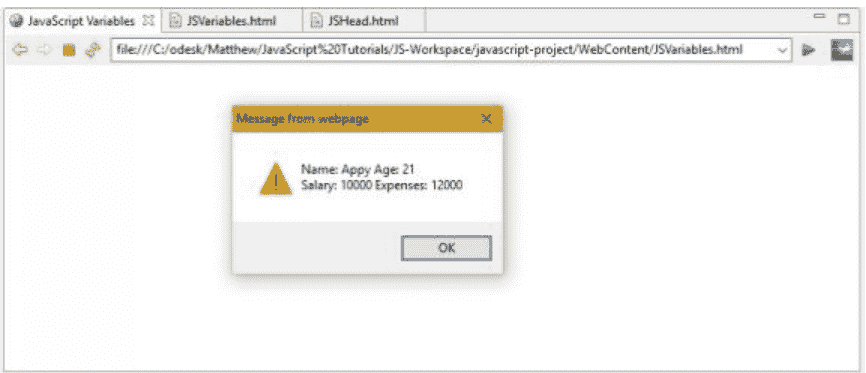 JavaScript Variables JSVariables.html JSHead.html
file:///C:/odesk/Matthew/JavaScript%20Tutorials/JS-Workspace/javascript-project/WebContent/JSVariables.html
Message from webpage
Name: Appy Age: 21
Salary: 10000 Expenses: 12000
OK